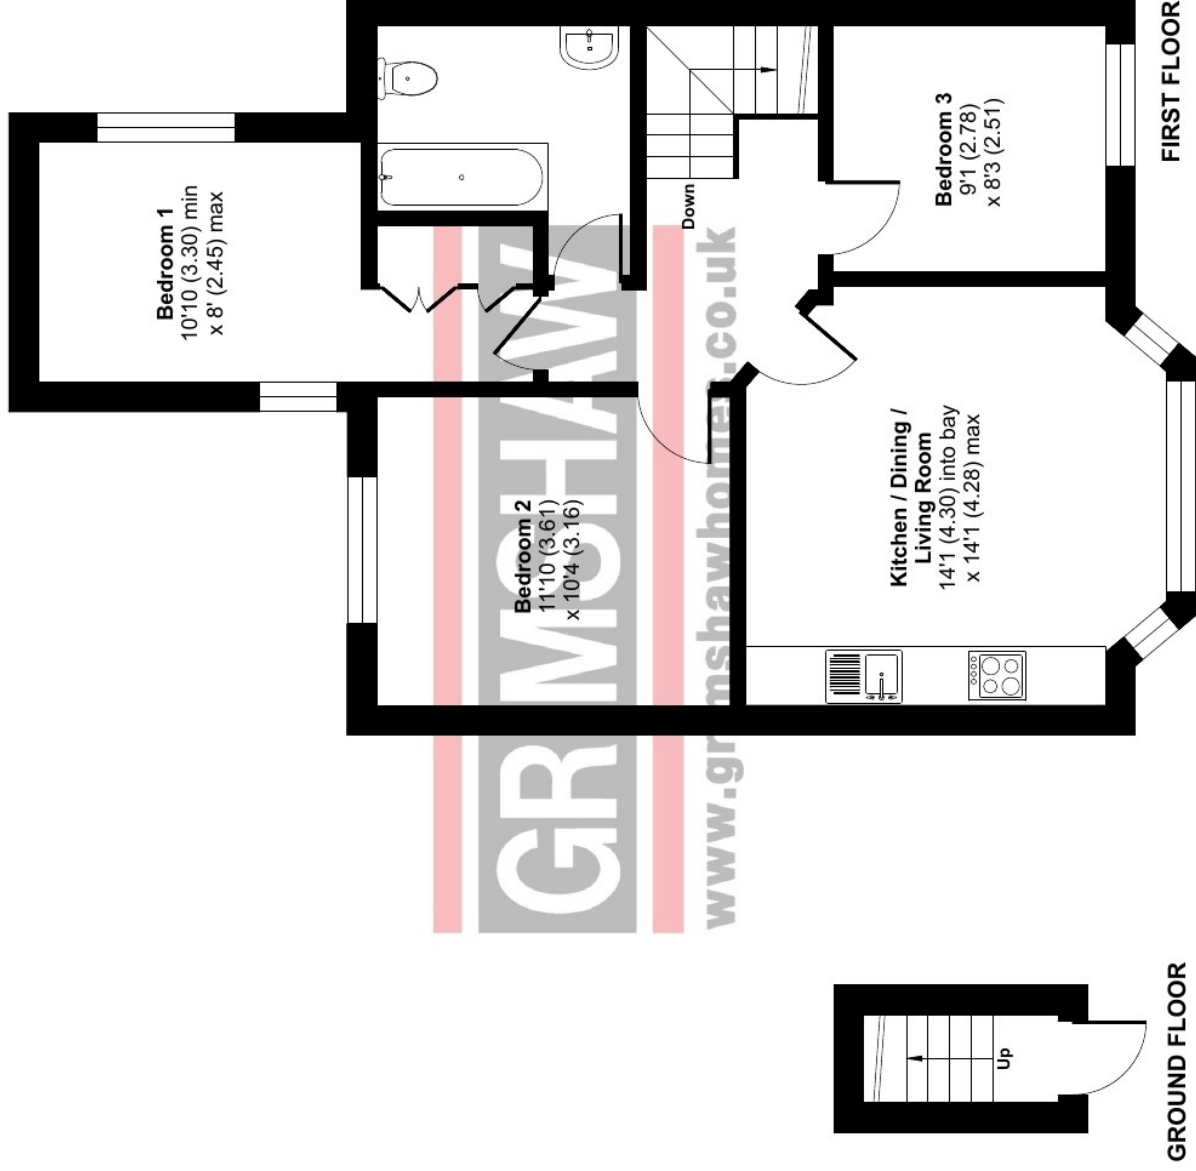 Bedroom 1
10'10 (3.30) min
x 8' (2.45) max
Bedroom 2
11'10 (3.61)
x 10'4 (3.16)
Down
Bedroom 3
9'1 (2.78)
x 8'3 (2.51)
Kitchen / Dining /
Living Room
14'1 (4.30) into bay
x 14'1 (4.28) max
FIRST FLOOR
Up
GROUND FLOOR
GRIMSHAW
www.grimshawhomes.co.uk